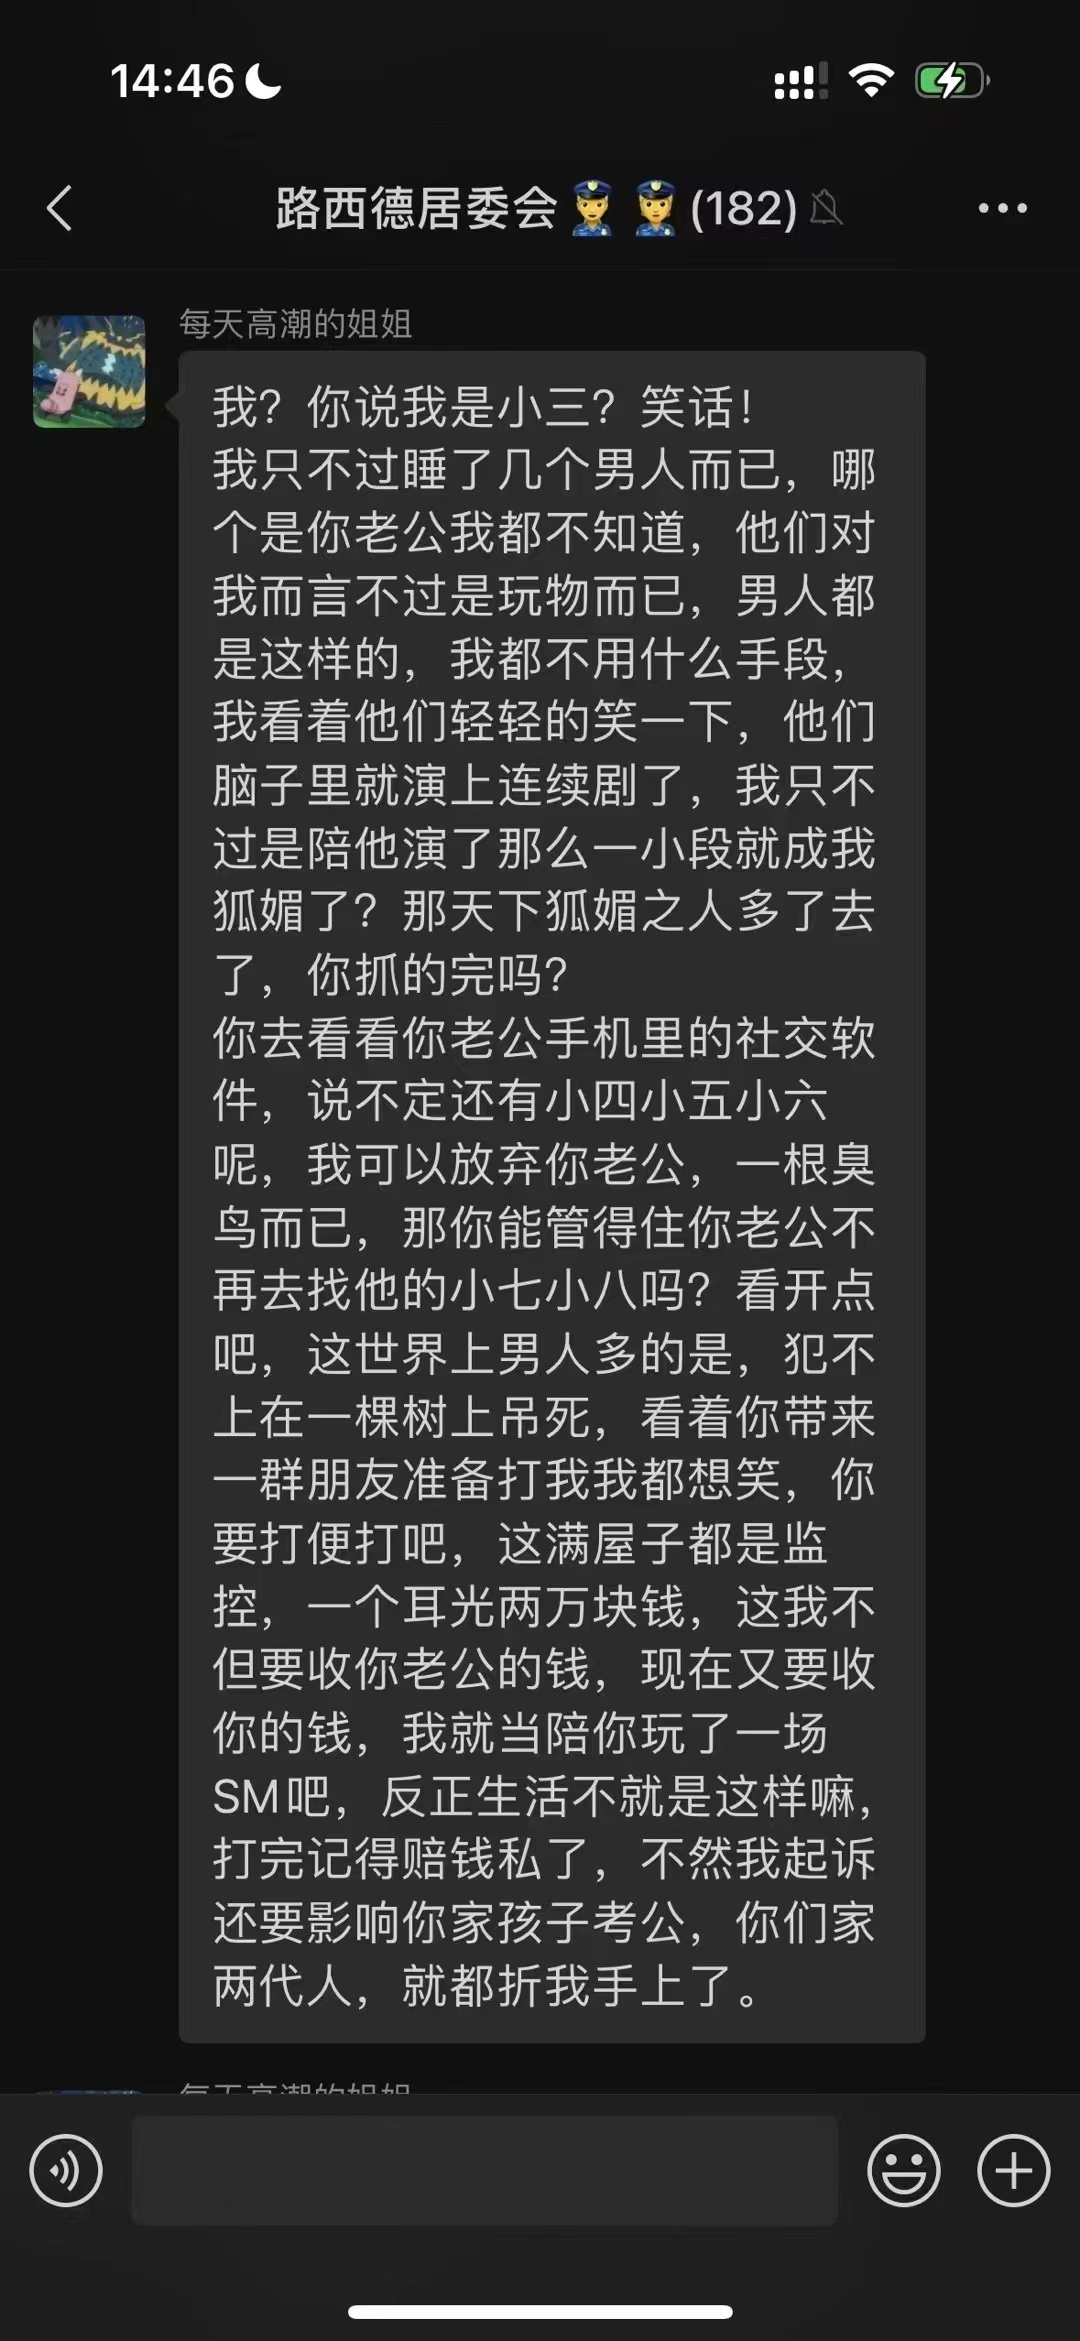 14:46
路西德居委会👮👮(182)
每天高潮的姐姐
我？你说我是小三？笑话！
我只不过睡了几个男人而已，哪
个是你老公我都不知道，他们对
我而言不过是玩物而已，男人都
是这样的，我都不用什么手段，
我看着他们轻轻的笑一下，他们
脑子里就演上连续剧了，我只不
过是陪他演了那么一小段就成我
狐媚了？那天下狐媚之人多了去
了，你抓的完吗？
你去看看你老公手机里的社交软
件，说不定还有小四小五小六
呢，我可以放弃你老公，一根臭
鸟而已，那你能管得住你老公不
再去找他的小七小八吗？看开点
吧，这世界上男人多的是，犯不
上在一棵树上吊死，看着你带来
一群朋友准备打我我都想笑，你
要打便打吧，这满屋子都是监
控，一个耳光两万块钱，这我不
但要收你老公的钱，现在又要收
你的钱，我就当陪你玩了一场
SM吧，反正生活不就是这样嘛，
打完记得赔钱私了，不然我起诉
还要影响你家孩子考公，你们家
两代人，就都折我手上了。
每天高潮的姐姐